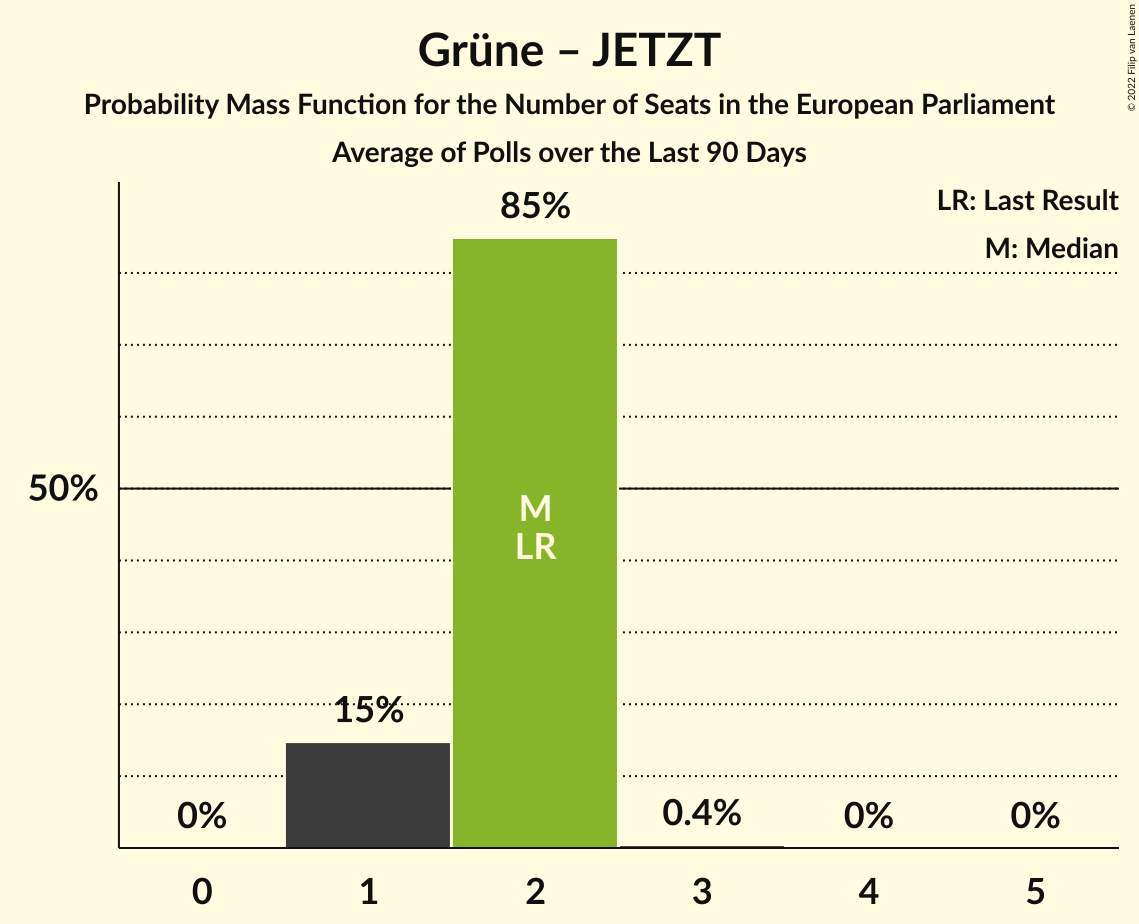 Grüne – JETZT
Probability Mass Function for the Number of Seats in the European Parliament
Average of Polls over the Last 90 Days
© 2022 Filip van Laenen
LR: Last Result
M: Median
85%
50%
M
LR
15%
0%
0.4%
0%
0%
0 1 2 3 4 5